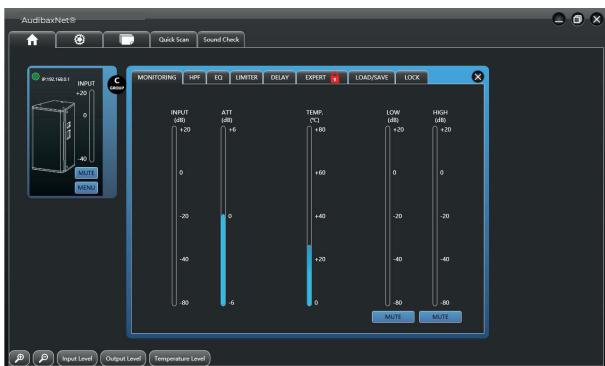 AudibaxNet®
Quick Scan Sound Check
IP:192.168.0.1
INPUT
+20
0
-40
MUTE
MENU
C
GROUP
MONITORING HPF EQ LIMITER DELAY EXPERT LOAD/SAVE LOCK
INPUT ATT TEMP. LOW HIGH
(dB) (dB) (°C) (dB) (dB)
+20 +6 +80 +20 +20
0 +60 0 0
-20 0 +40 -20 -20
-40 +20 -40 -40
-80 -6 0 -80 -80
MUTE MUTE
Input Level Output Level Temperature Level